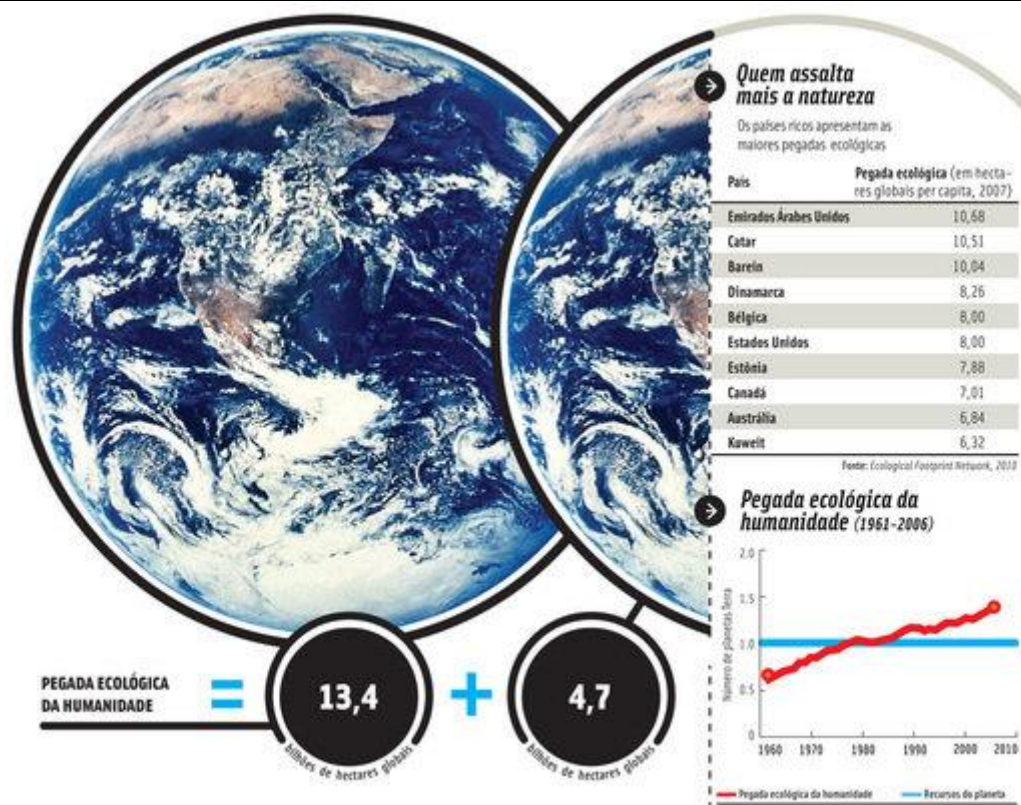 Quem assalta
mais a natureza
Os países ricos apresentam as
maiores pegadas ecológicas
País
Pegada ecológica (em hecta-
res globais per capita, 2007)
Emirados Árabes Unidos 10,68
Catar 10,51
Barein 10,04
Dinamarca 8,26
Bélgica 8,00
Estados Unidos 8,00
Estônia 7,88
Canadá 7,01
Austrália 6,84
Kuweit 6,32
Fonte: Ecological Footprint Network, 2010
Pegada ecológica da
humanidade (1961-2006)
Número de planetas Terra
2.0
1.5
1.0
0.5
0
1960 1970 1980 1990 2000 2010
Pegada ecológica da humanidade
Recursos do planeta
PEGADA ECOLÓGICA
DA HUMANIDADE
=
13,4
bilhões de hectares globais
+
4,7
bilhões de hectares globais